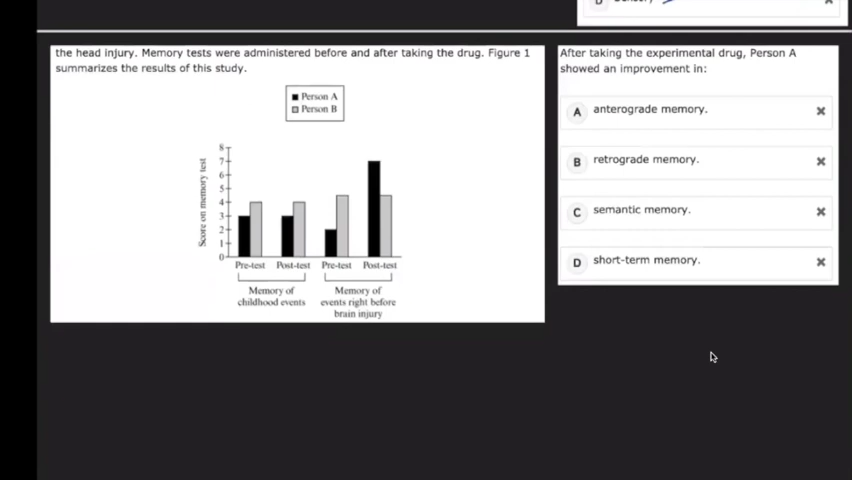 the head injury. Memory tests were administered before and after taking the drug. Figure 1
summarizes the results of this study.
Person A
Person B
8
7
6
5
4
3
2
1
0
Score on memory test
Pre-test Post-test Pre-test Post-test
Memory of
childhood events
Memory of
events right before
brain injury
After taking the experimental drug, Person A
showed an improvement in:
A anterograde memory.
B retrograde memory.
C semantic memory.
D short-term memory.